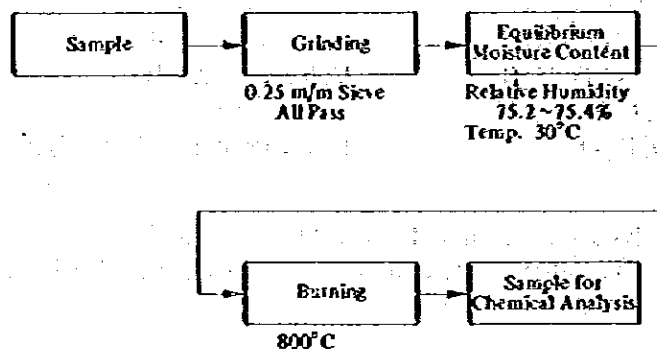 Sample
Grinding
Equilibrium
Moisture Content
0.25 m/m Sieve
All Pass
Relative Humidity
75.2~75.4%
Temp. 30°C
Burning
Sample for
Chemical Analysis
800°C